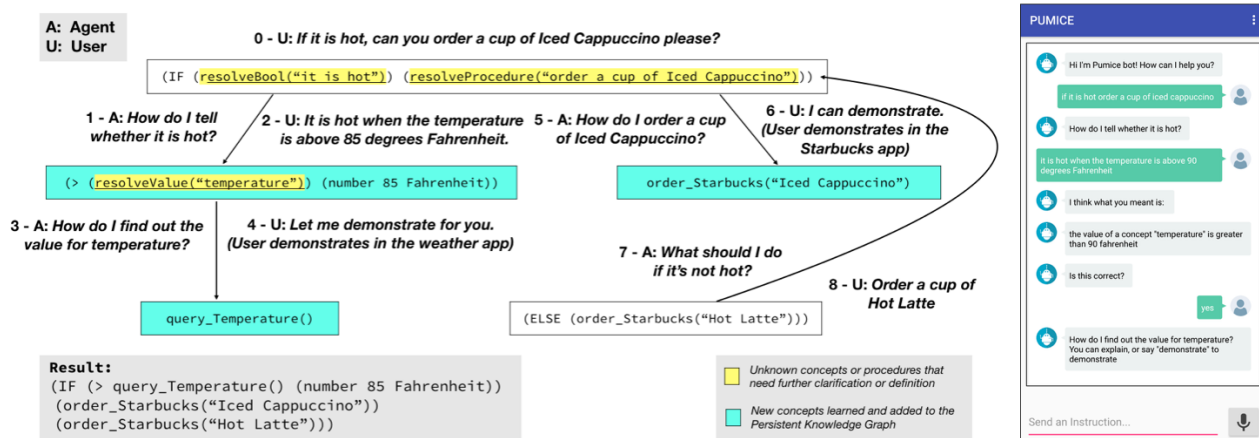 A: Agent
U: User
0 - U: If it is hot, can you order a cup of Iced Cappuccino please?
(IF (resolveBool(“it is hot”) (resolveProcedure(“order a cup of Iced Cappuccino”)))
1 - A: How do I tell
whether it is hot?
2 - U: It is hot when the temperature
is above 85 degrees Fahrenheit.
5 - A: How do I order a cup
of Iced Cappuccino?
6 - U: I can demonstrate.
(User demonstrates in the
Starbucks app)
(> (resolveValue(“temperature”)) (number 85 Fahrenheit))
order_Starbucks(“Iced Cappuccino”)
3 - A: How do I find out the
value for temperature?
4 - U: Let me demonstrate for you.
(User demonstrates in the weather app)
7 - A: What should I do
if it’s not hot?
8 - U: Order a cup of
Hot Latte
query_Temperature()
(ELSE (order_Starbucks(“Hot Latte”)))
Result:
(IF (> query_Temperature() (number 85 Fahrenheit))
(order_Starbucks(“Iced Cappuccino”))
(order_Starbucks(“Hot Latte”)))
Unknown concepts or procedures that
need further clarification or definition
New concepts learned and added to the
Persistent Knowledge Graph
PUMICE
Hi I'm Pumice bot! How can I help you?
if it is hot order a cup of iced cappuccino
How do I tell whether it is hot?
it is hot when the temperature is above 90
degrees Fahrenheit
I think what you meant is:
the value of a concept "temperature" is greater
than 90 fahrenheit
Is this correct?
yes
How do I find out the value for temperature?
You can explain, or say "demonstrate" to
demonstrate
Send an Instruction...